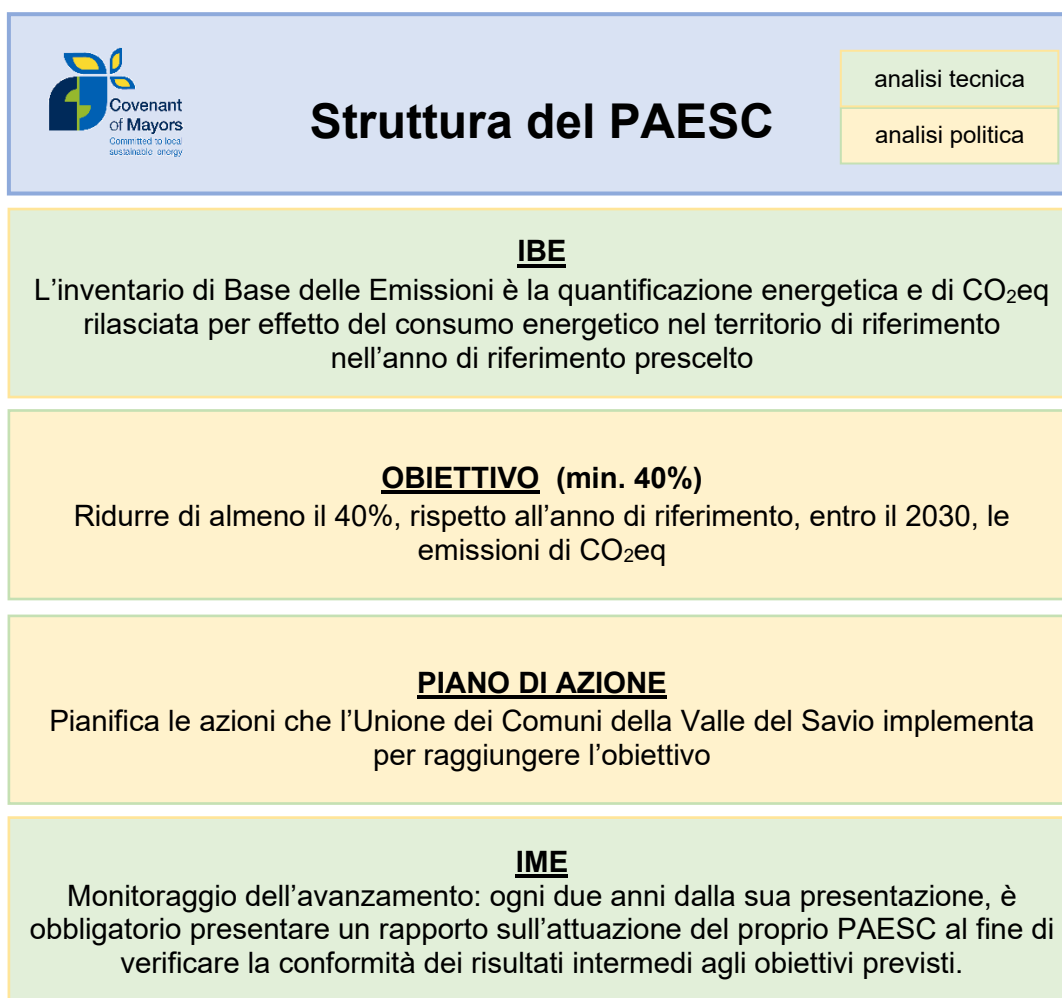 Covenant
of Mayors
Committed to local
sustainable energy
Struttura del PAESC
analisi tecnica
analisi politica
IBE
L’inventario di Base delle Emissioni è la quantificazione energetica e di CO₂eq
rilasciata per effetto del consumo energetico nel territorio di riferimento
nell’anno di riferimento prescelto
OBIETTIVO (min. 40%)
Ridurre di almeno il 40%, rispetto all’anno di riferimento, entro il 2030, le
emissioni di CO₂eq
PIANO DI AZIONE
Pianifica le azioni che l’Unione dei Comuni della Valle del Savio implementa
per raggiungere l’obiettivo
IME
Monitoraggio dell’avanzamento: ogni due anni dalla sua presentazione, è
obbligatorio presentare un rapporto sull’attuazione del proprio PAESC al fine di
verificare la conformità dei risultati intermedi agli obiettivi previsti.